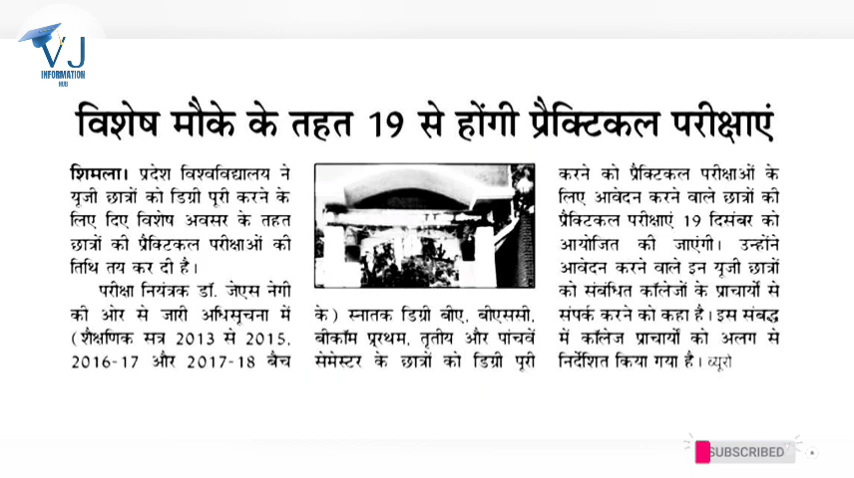 VJ
INFORMATION
HUB
विशेष मौके के तहत 19 से होंगी प्रैक्टिकल परीक्षाएं
शिमला। प्रदेश विश्वविद्यालय ने
यूजी छात्रों को डिग्री पूरी करने के
लिए दिए विशेष अवसर के तहत
छात्रों की प्रैक्टिकल परीक्षाओं की
तिथि तय कर दी है।
परीक्षा नियंत्रक डॉ. जेएस नेगी
की ओर से जारी अधिसूचना में
(शैक्षणिक सत्र 2013 से 2015,
2016-17 और 2017-18 बैच
के) स्नातक डिग्री बीए, बीएससी,
बीकॉम प्र्रथम, तृतीय और पांचवें
सेमेस्टर के छात्रों को डिग्री पूरी
करने को प्रैक्टिकल परीक्षाओं के
लिए आवेदन करने वाले छात्रों की
प्रैक्टिकल परीक्षाएं 19 दिसंबर को
आयोजित की जाएंगी। उन्होंने
आवेदन करने वाले इन यूजी छात्रों
को संबंधित कॉलेजों के प्राचार्यों से
संपर्क करने को कहा है। इस संबद्ध
में कॉलेज प्राचार्यों को अलग से
निर्देशित किया गया है। ब्यूरो
SUBSCRIBED